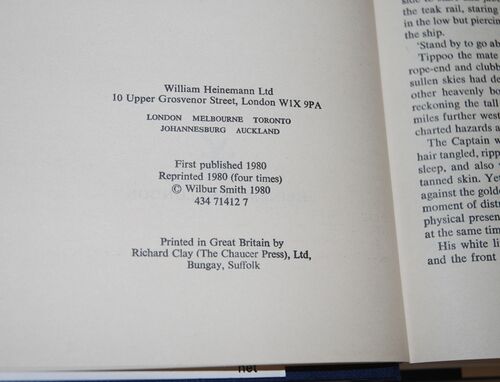 William Heinemann Ltd
10 Upper Grosvenor Street, London W1X 9PA
LONDON MELBOURNE TORONTO
JOHANNESBURG AUCKLAND
First published 1980
Reprinted 1980 (four times)
© Wilbur Smith 1980
434 71412 7
Printed in Great Britain by
Richard Clay (The Chaucer Press), Ltd,
Bungay, Suffolk
side to
the teak rail, staring
in the low but piercin
the ship.
'Stand by to go ab
Tippoo the mate
rope-end and clubb
sullen skies had de
other heavenly bo
reckoning the tall
miles further west
charted hazards a
The Captain w
hair tangled, ripp
sleep, and also
tanned skin. Yet
against the golde
moment of distr
physical presen
at the same tim
His white li
and the front
net